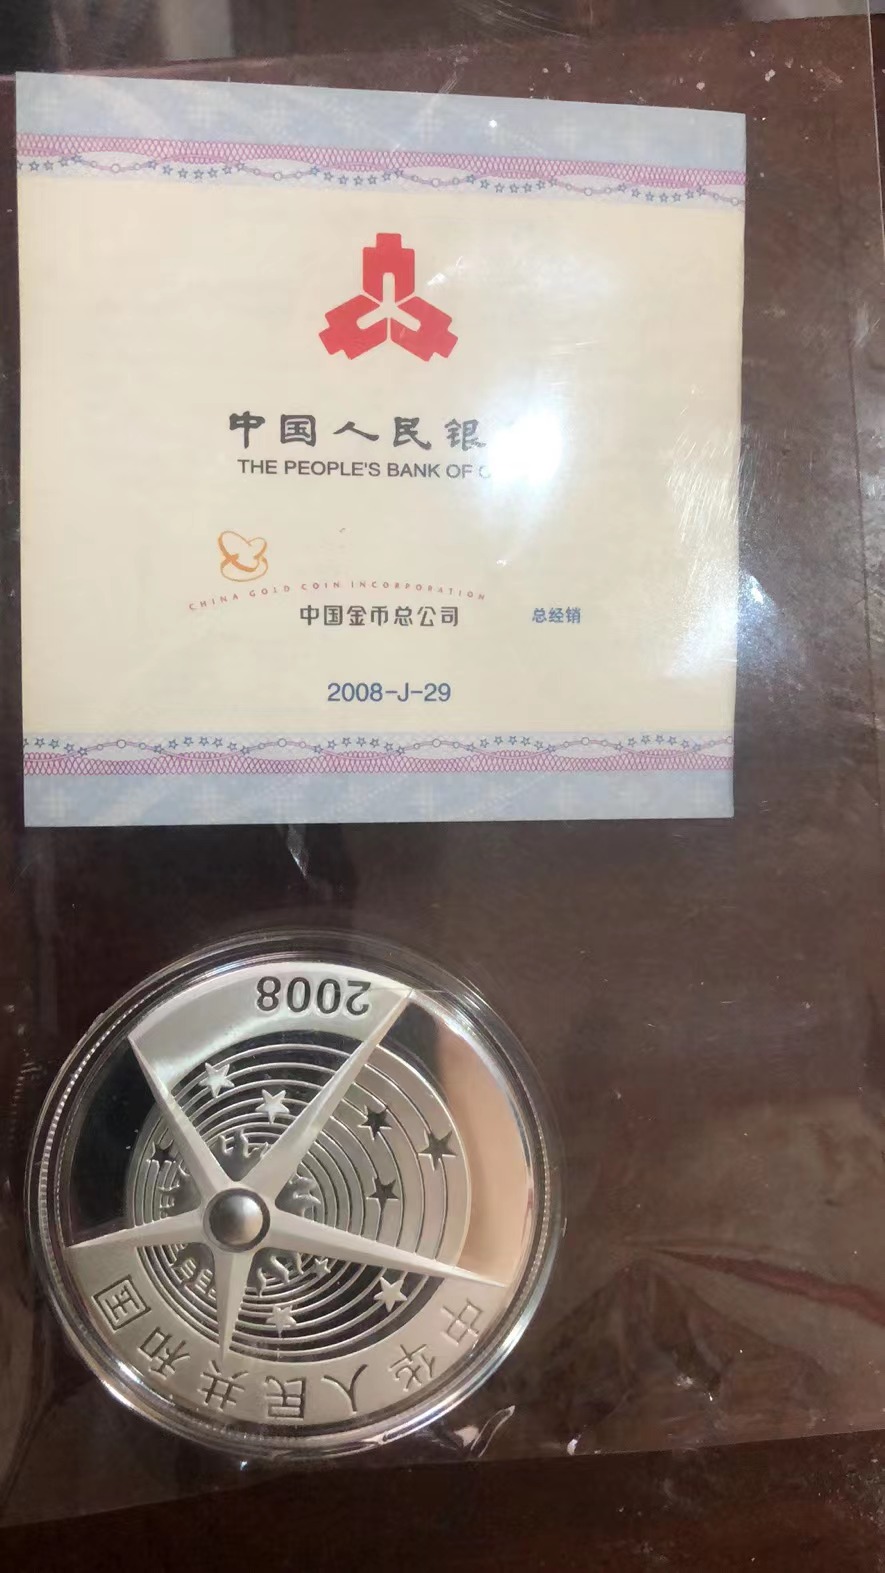 中国人民银
THE PEOPLE'S BANK OF C
CHINA GOLD COIN INCORPORATION
中国金币总公司 总经销
2008-J-29
2008
中华人民共和国